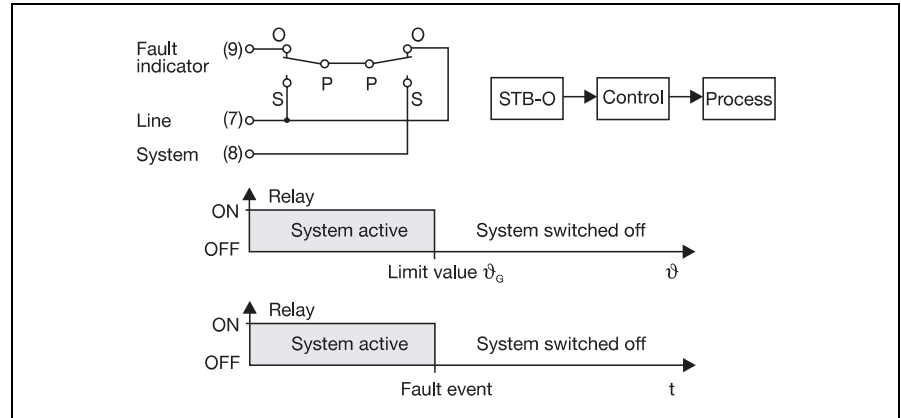 O O
Fault indicator (9)
P P
S S
STB-O Control Process
Line (7)
System (8)
Relay
ON
System active System switched off
OFF
Limit value ϑG ϑ
Relay
ON
System active System switched off
OFF
Fault event t